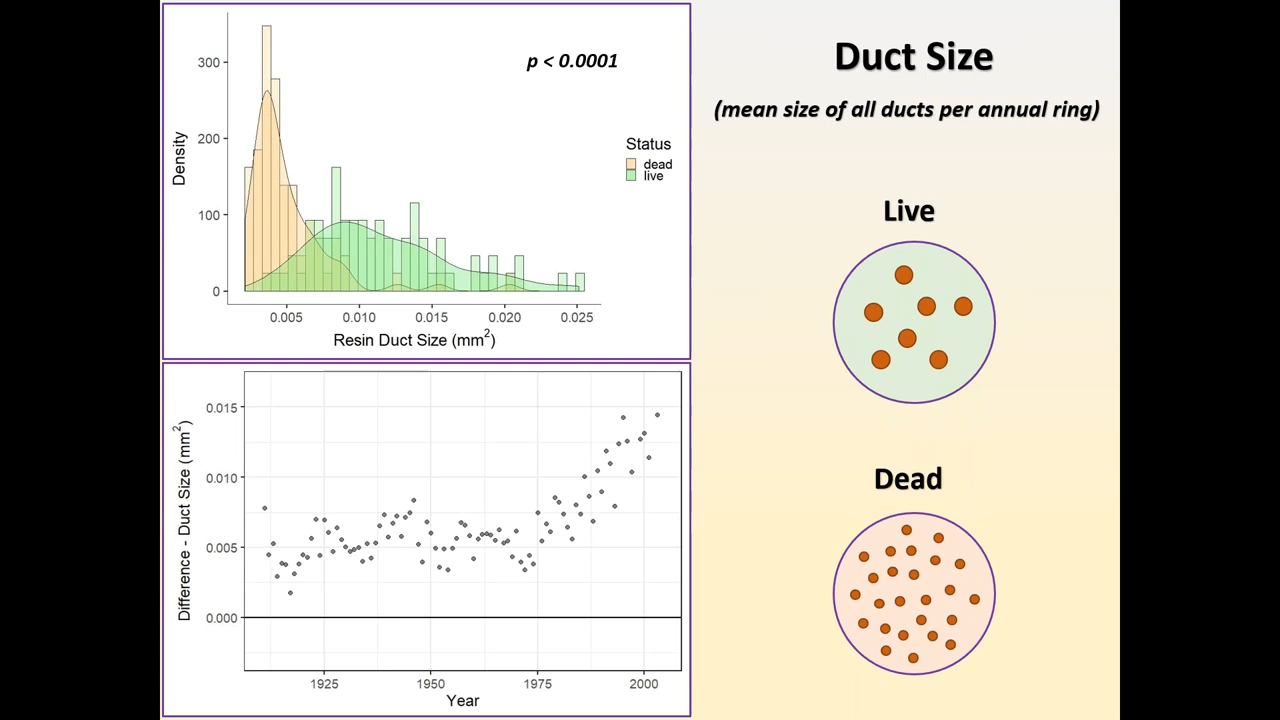 300
200
100
0
Density
0.005 0.010 0.015 0.020 0.025
Resin Duct Size (mm²)
p < 0.0001
Status
dead
live
0.015
0.010
0.005
0.000
Difference - Duct Size (mm²)
1925 1950 1975 2000
Year
Duct Size
(mean size of all ducts per annual ring)
Live
Dead